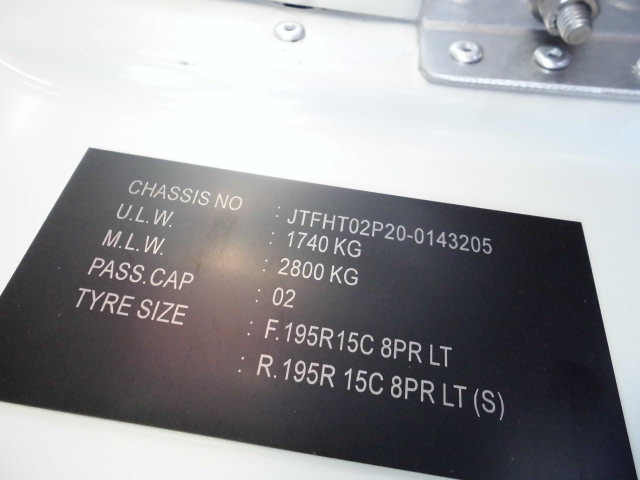 CHASSIS NO : JTFHT02P20-0143205
U.L.W. : 1740 KG
M.L.W. : 2800 KG
PASS.CAP : 02
TYRE SIZE : F.195R15C 8PR LT
: R.195R 15C 8PR LT (S)